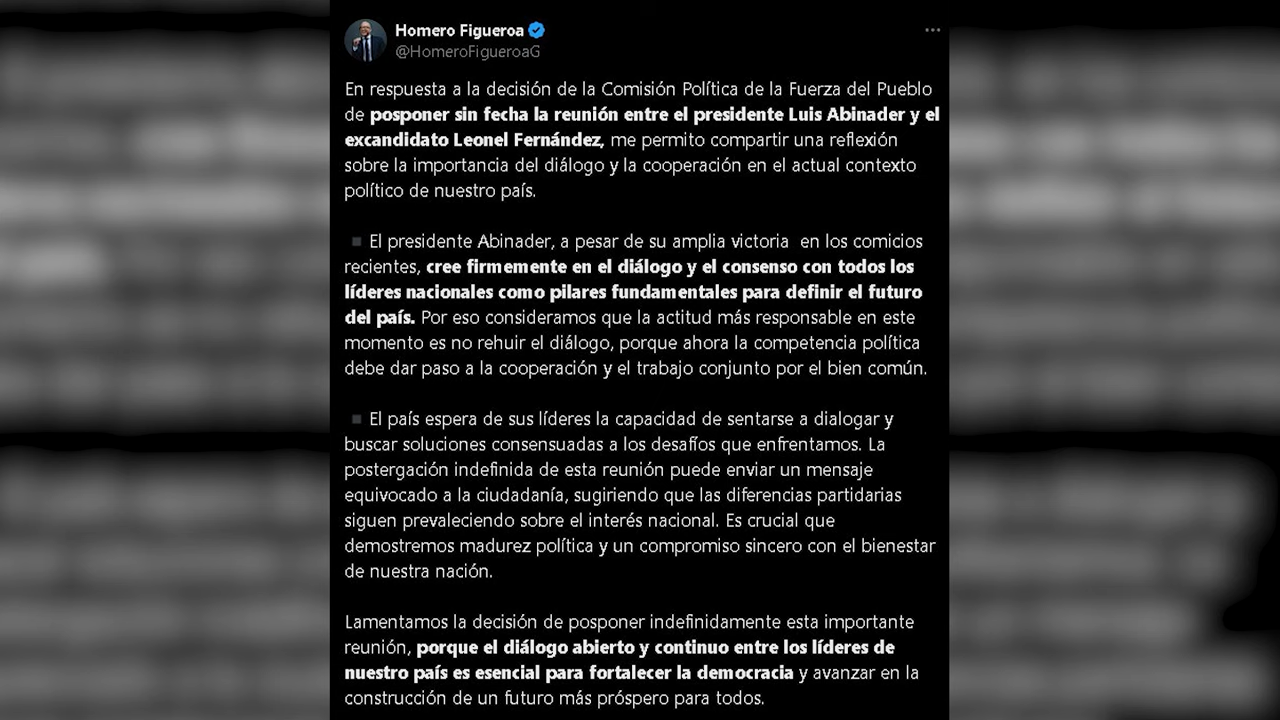 Homero Figueroa
@HomeroFigueroaG
En respuesta a la decisión de la Comisión Política de la Fuerza del Pueblo
de posponer sin fecha la reunión entre el presidente Luis Abinader y el
excandidato Leonel Fernández, me permito compartir una reflexión
sobre la importancia del diálogo y la cooperación en el actual contexto
político de nuestro país.
▪El presidente Abinader, a pesar de su amplia victoria  en los comicios
recientes, cree firmemente en el diálogo y el consenso con todos los
líderes nacionales como pilares fundamentales para definir el futuro
del país. Por eso consideramos que la actitud más responsable en este
momento es no rehuir el diálogo, porque ahora la competencia política
debe dar paso a la cooperación y el trabajo conjunto por el bien común.
▪El país espera de sus líderes la capacidad de sentarse a dialogar y
buscar soluciones consensuadas a los desafíos que enfrentamos. La
postergación indefinida de esta reunión puede enviar un mensaje
equivocado a la ciudadanía, sugiriendo que las diferencias partidarias
siguen prevaleciendo sobre el interés nacional. Es crucial que
demostremos madurez política y un compromiso sincero con el bienestar
de nuestra nación.
Lamentamos la decisión de posponer indefinidamente esta importante
reunión, porque el diálogo abierto y continuo entre los líderes de
nuestro país es esencial para fortalecer la democracia y avanzar en la
construcción de un futuro más próspero para todos.